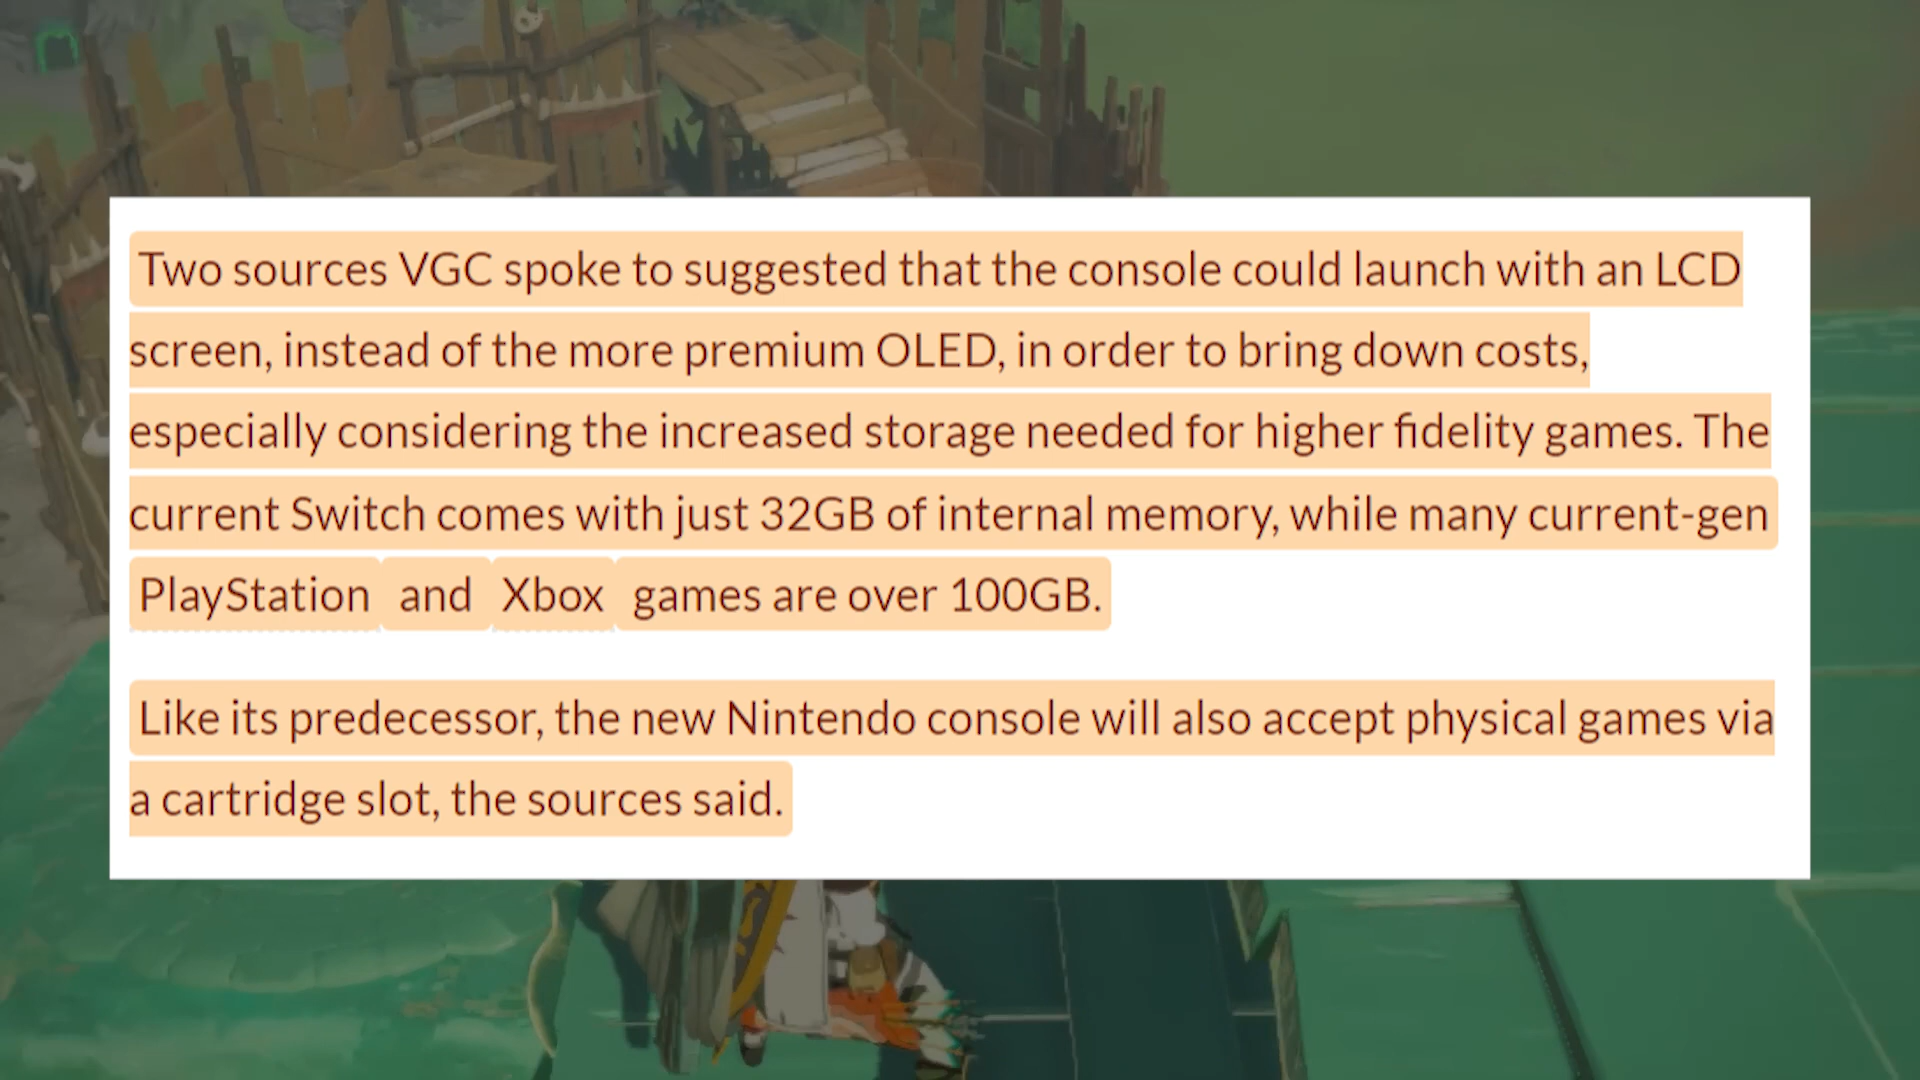 Two sources VGC spoke to suggested that the console could launch with an LCD
screen, instead of the more premium OLED, in order to bring down costs,
especially considering the increased storage needed for higher fidelity games. The
current Switch comes with just 32GB of internal memory, while many current-gen
PlayStation and Xbox games are over 100GB.
Like its predecessor, the new Nintendo console will also accept physical games via
a cartridge slot, the sources said.